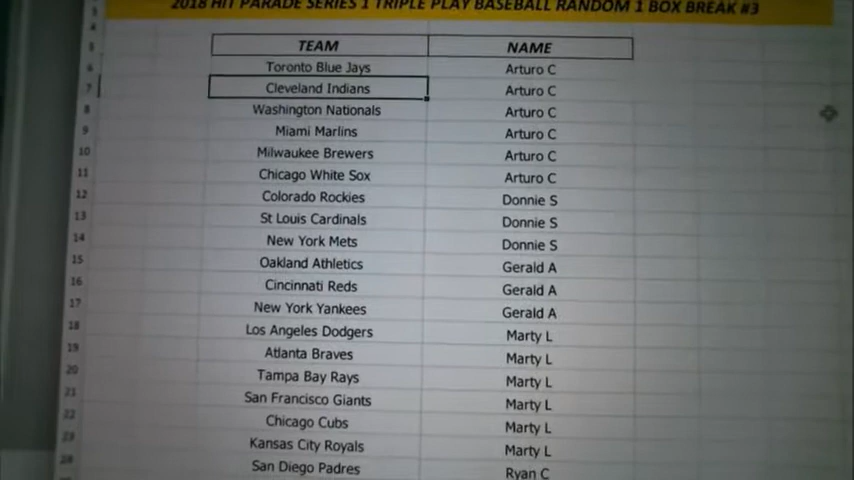 2018 HIT PARADE SERIES 1 TRIPLE PLAY BASEBALL RANDOM 1 BOX BREAK #3
TEAM NAME
Toronto Blue Jays Arturo C
Cleveland Indians Arturo C
Washington Nationals Arturo C
Miami Marlins Arturo C
Milwaukee Brewers Arturo C
Chicago White Sox Arturo C
Colorado Rockies Donnie S
St Louis Cardinals Donnie S
New York Mets Donnie S
Oakland Athletics Gerald A
Cincinnati Reds Gerald A
New York Yankees Gerald A
Los Angeles Dodgers Marty L
Atlanta Braves Marty L
Tampa Bay Rays Marty L
San Francisco Giants Marty L
Chicago Cubs Marty L
Kansas City Royals Marty L
San Diego Padres Ryan C